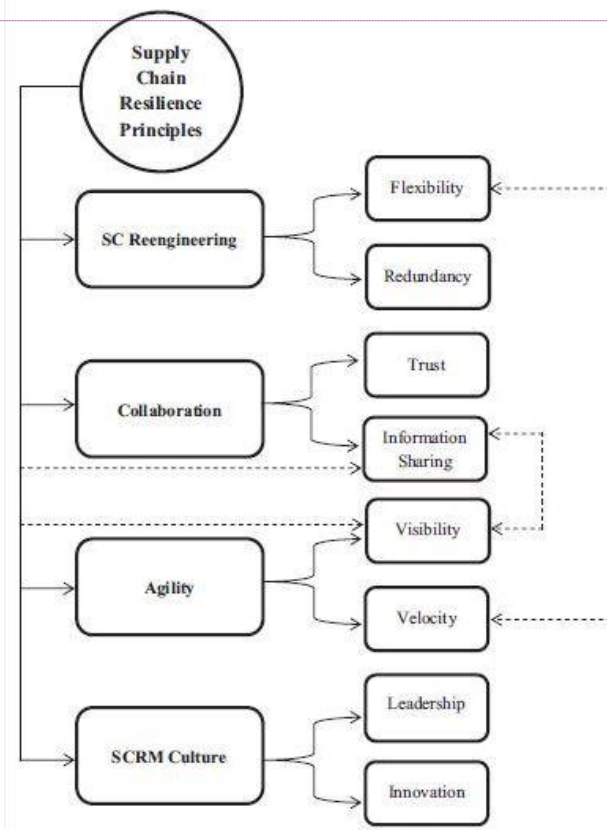 Supply
Chain
Resilience
Principles
Flexibility
SC Reengineering
Redundancy
Trust
Collaboration
Information
Sharing
Visibility
Agility
Velocity
Leadership
SCRM Culture
Innovation